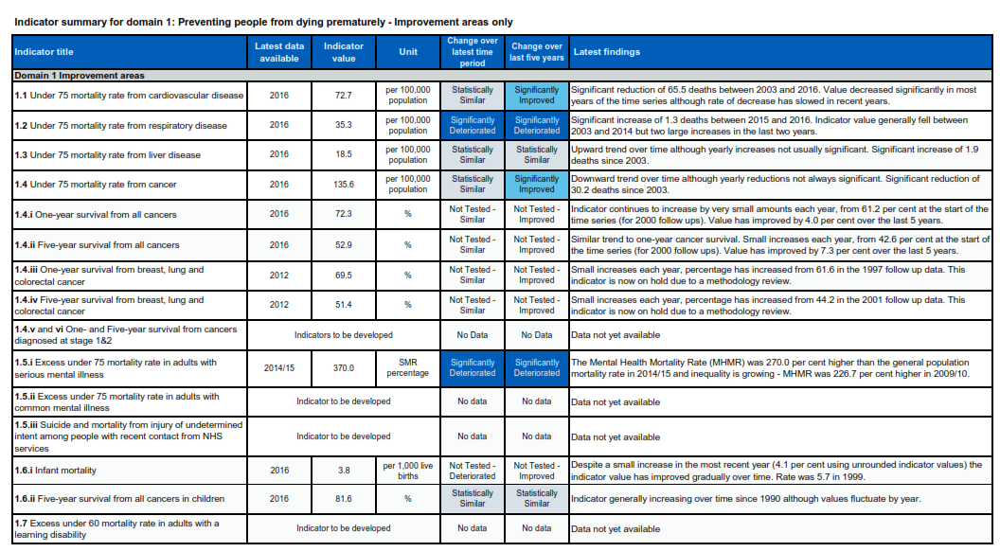 Indicator summary for domain 1: Preventing people from dying prematurely - Improvement areas only
Indicator title
Latest data
available
Indicator
value
Unit
Change over
latest time
period
Change over
last five years
Latest findings
Domain 1 Improvement areas
1.1 Under 75 mortality rate from cardiovascular disease
2016
72.7
per 100,000
population
Statistically
Similar
Significantly
Improved
Significant reduction of 65.5 deaths between 2003 and 2016. Value decreased significantly in most
years of the time series although rate of decrease has slowed in recent years.
1.2 Under 75 mortality rate from respiratory disease
2016
35.3
per 100,000
population
Significantly
Deteriorated
Significantly
Deteriorated
Significant increase of 1.3 deaths between 2015 and 2016. Indicator value generally fell between
2003 and 2014 but two large increases in the last two years.
1.3 Under 75 mortality rate from liver disease
2016
18.5
per 100,000
population
Statistically
Similar
Statistically
Similar
Upward trend over time although yearly increases not usually significant. Significant increase of 1.9
deaths since 2003.
1.4 Under 75 mortality rate from cancer
2016
135.6
per 100,000
population
Statistically
Similar
Significantly
Improved
Downward trend over time although yearly reductions not always significant. Significant reduction of
30.2 deaths since 2003.
1.4.i One-year survival from all cancers
2016
72.3
%
Not Tested -
Similar
Not Tested -
Improved
Indicator continues to increase by very small amounts each year, from 61.2 per cent at the start of the
time series (for 2000 follow ups). Value has improved by 4.0 per cent over the last 5 years.
1.4.ii Five-year survival from all cancers
2016
52.9
%
Not Tested -
Similar
Not Tested -
Improved
Similar trend to one-year cancer survival. Small increases each year, from 42.6 per cent at the start of
the time series (for 2000 follow ups). Value has improved by 7.3 per cent over the last 5 years.
1.4.iii One-year survival from breast, lung and
colorectal cancer
2012
69.5
%
Not Tested -
Similar
Not Tested -
Improved
Small increases each year, percentage has increased from 61.6 in the 1997 follow up data. This
indicator is now on hold due to a methodology review.
1.4.iv Five-year survival from breast, lung and
colorectal cancer
2012
51.4
%
Not Tested -
Similar
Not Tested -
Improved
Small increases each year, percentage has increased from 44.2 in the 2001 follow up data. This
indicator is now on hold due to a methodology review.
1.4.v and vi One- and Five-year survival from cancers
diagnosed at stage 1&2
Indicators to be developed
No Data
No Data
Data not yet available
1.5.i Excess under 75 mortality rate in adults with
serious mental illness
2014/15
370.0
SMR
percentage
Significantly
Deteriorated
Significantly
Deteriorated
The Mental Health Mortality Rate (MHMR) was 270.0 per cent higher than the general population
mortality rate in 2014/15 and inequality is growing - MHMR was 226.7 per cent higher in 2009/10.
1.5.ii Excess under 75 mortality rate in adults with
common mental illness
Indicator to be developed
No data
No data
Data not yet available
1.5.iii Suicide and mortality from injury of undetermined
intent among people with recent contact from NHS
services
Indicator to be developed
No data
No data
Data not yet available
1.6.i Infant mortality
2016
3.8
per 1,000 live
births
Not Tested -
Deteriorated
Not Tested -
Improved
Despite a small increase in the most recent year (4.1 per cent using unrounded indicator values) the
indicator value has improved gradually over time. Rate was 5.7 in 1999.
1.6.ii Five-year survival from all cancers in children
2016
81.6
%
Statistically
Similar
Statistically
Similar
Indicator generally increasing over time since 1990 although values fluctuate by year.
1.7 Excess under 60 mortality rate in adults with a
learning disability
Indicator to be developed
No data
No data
Data not yet available